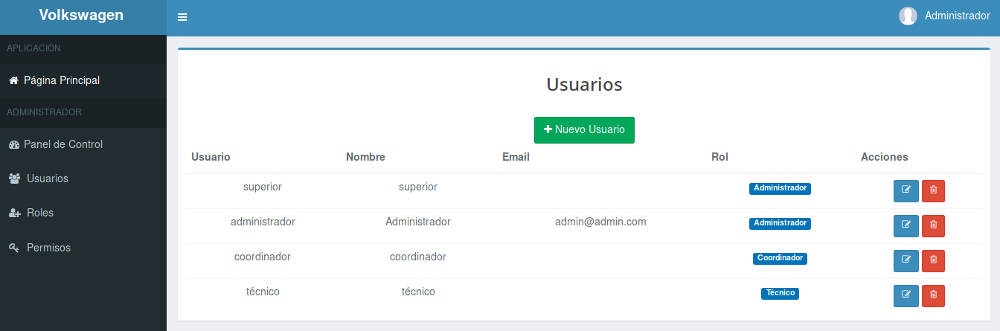 Volkswagen
Administrador
APLICACIÓN
Página Principal
ADMINISTRADOR
Panel de Control
Usuarios
Roles
Permisos
Usuarios
Nuevo Usuario
Usuario Nombre Email Rol Acciones
superior superior Administrador
administrador Administrador admin@admin.com Administrador
coordinador coordinador Coordinador
técnico técnico Técnico